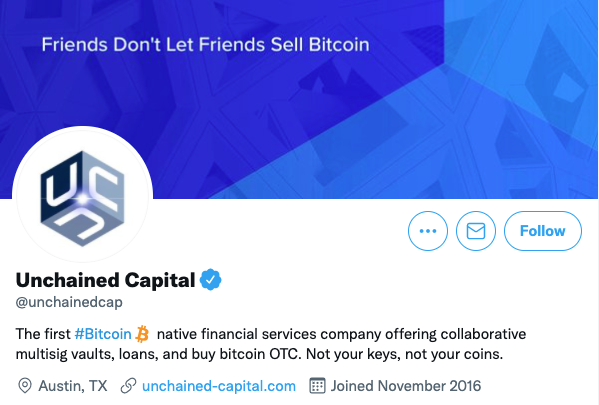 Friends Don't Let Friends Sell Bitcoin
UC
Unchained Capital
@unchainedcap
The first #Bitcoin native financial services company offering collaborative
multisig vaults, loans, and buy bitcoin OTC. Not your keys, not your coins.
Austin, TX unchained-capital.com Joined November 2016
Follow